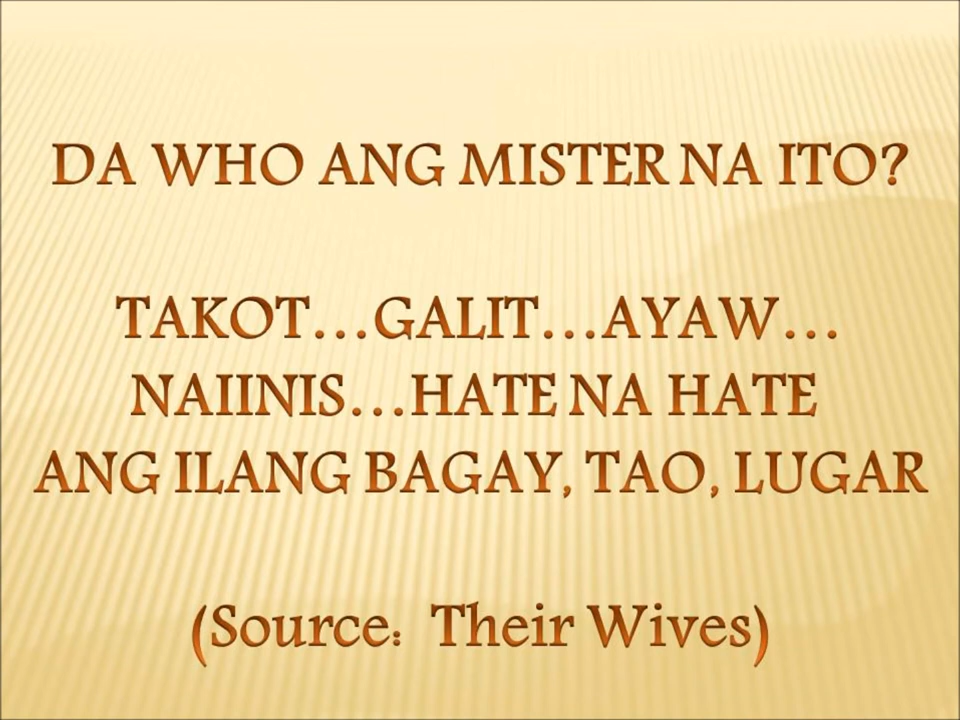 DA WHO ANG MISTER NA ITO?
TAKOT...GALIT...AYAW...
NAIINIS...HATE NA HATE
ANG ILANG BAGAY, TAO, LUGAR
(Source: Their Wives)